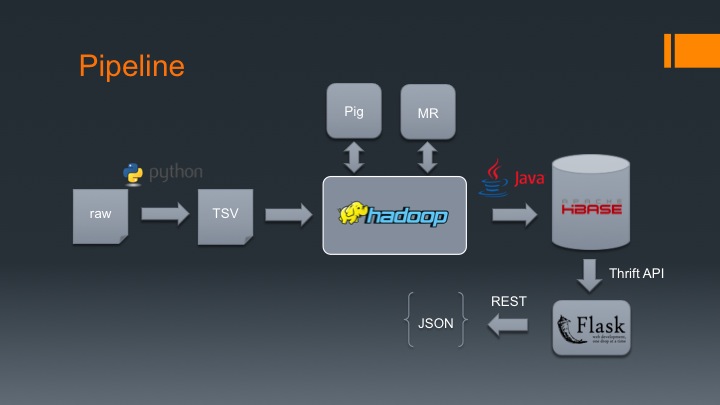 Pipeline
Pig
MR
python
Java
raw
TSV
hadoop
APACHE
HBASE
Thrift API
REST
JSON
Flask
web development,
one drop at a time